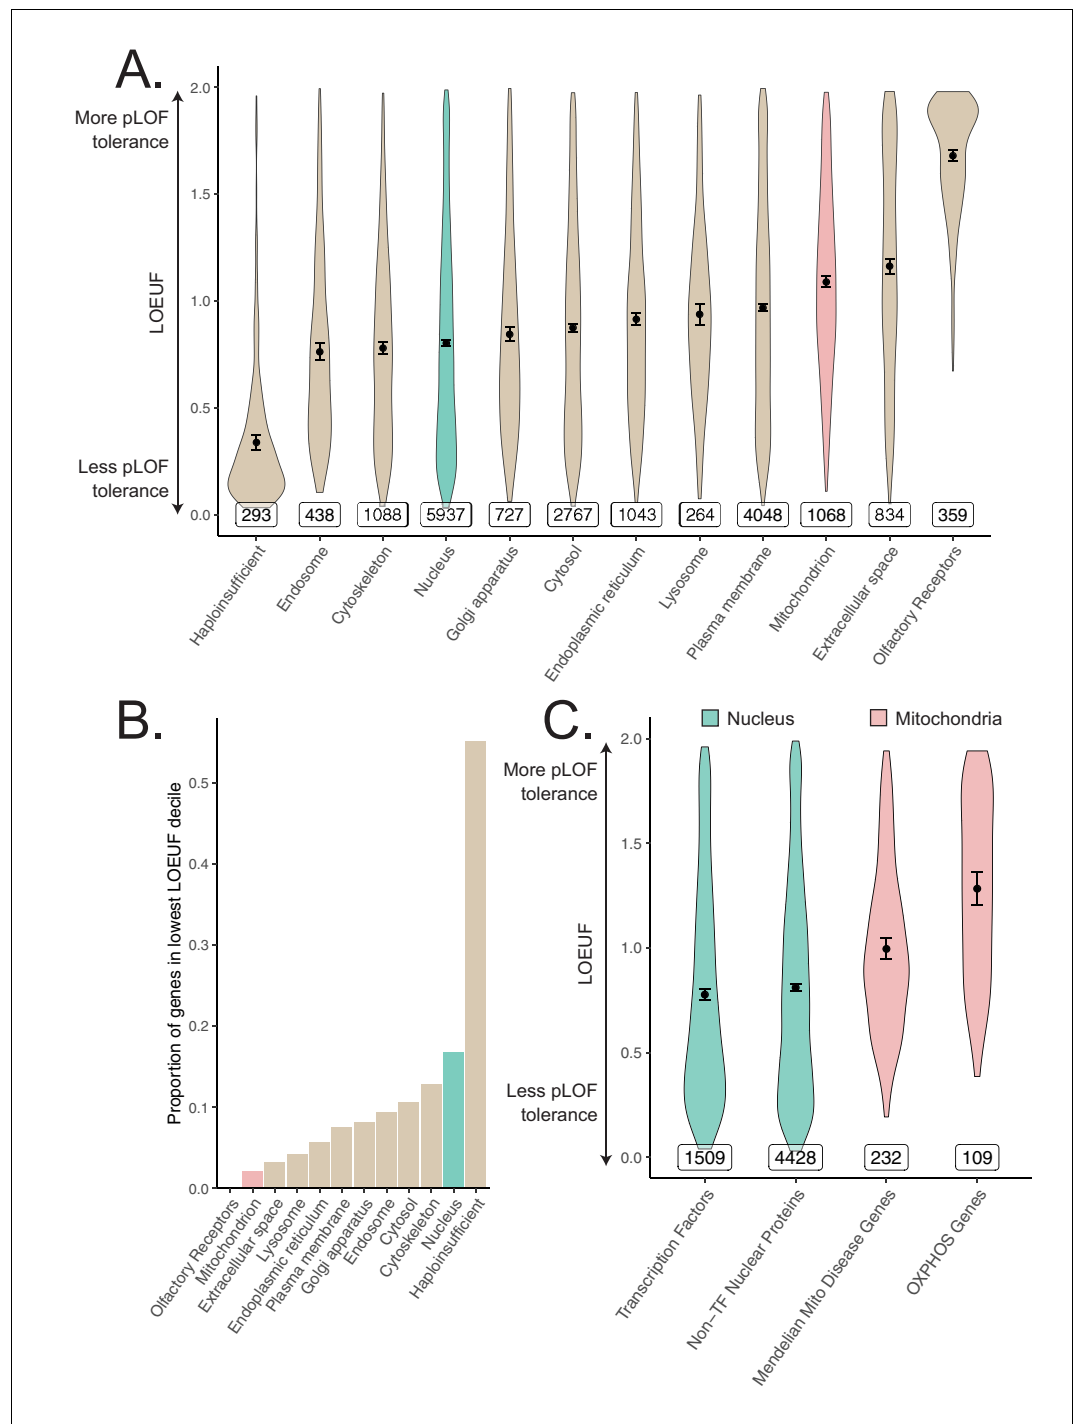 A.
More pLOF
tolerance
LOEUF
Less pLOF
tolerance
2.0
1.5
1.0
0.5
0.0
293 438 1088 5937 727 2767 1043 264 4048 1068 834 359
Haploinsufficient
Endosome
Cytoskeleton
Nucleus
Golgi apparatus
Cytosol
Endoplasmic reticulum
Lysosome
Plasma membrane
Mitochondrion
Extracellular space
Olfactory Receptors
B.
Proportion of genes in lowest LOEUF decile
0.5
0.4
0.3
0.2
0.1
0.0
Olfactory Receptors
Mitochondrion
Extracellular space
Lysosome
Endoplasmic reticulum
Plasma membrane
Golgi apparatus
Endosome
Cytosol
Cytoskeleton
Nucleus
Haploinsufficient
C.
Nucleus
Mitochondria
More pLOF
tolerance
LOEUF
Less pLOF
tolerance
2.0
1.5
1.0
0.5
0.0
1509 4428 232 109
Transcription Factors
Non−TF Nuclear Proteins
Mendelian Mito Disease Genes
OXPHOS Genes